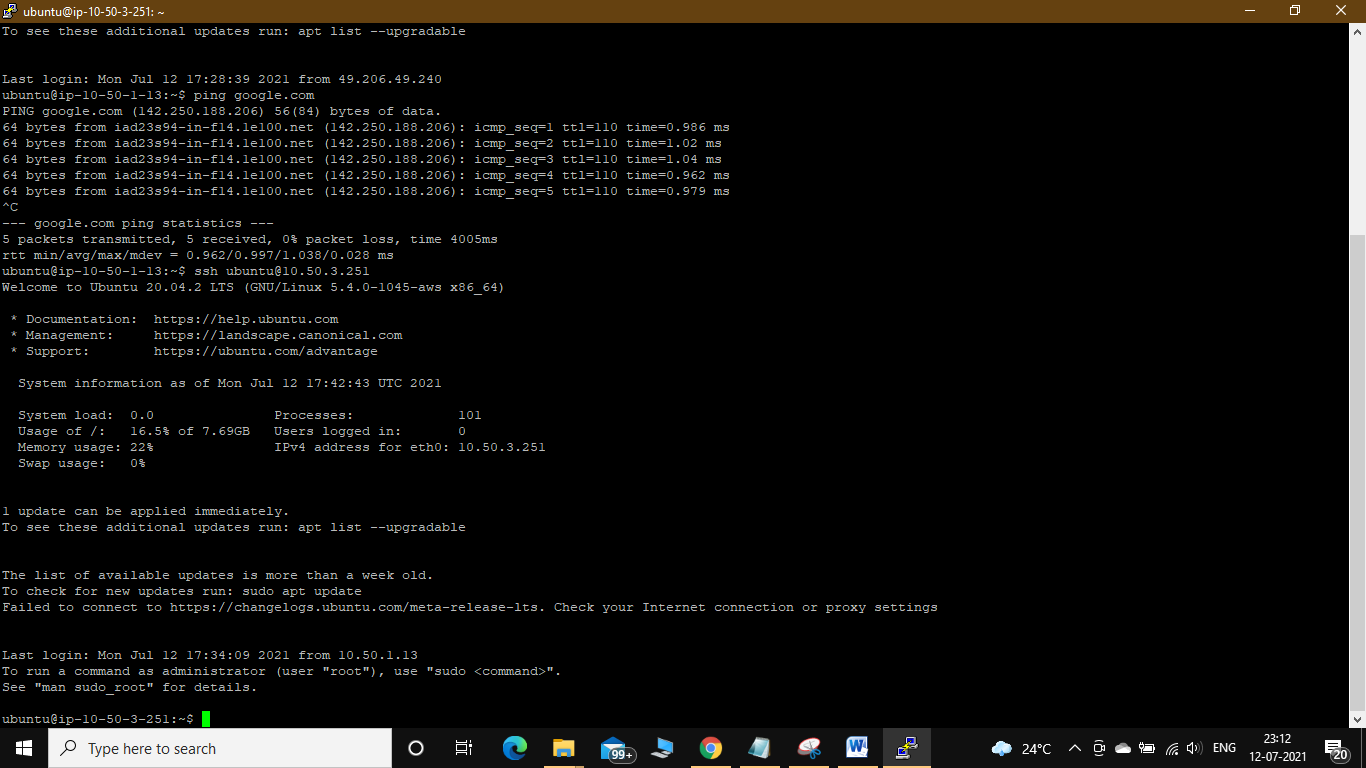 ubuntu@ip-10-50-3-251: ~
To see these additional updates run: apt list --upgradable
Last login: Mon Jul 12 17:28:39 2021 from 49.206.49.240
ubuntu@ip-10-50-1-13:~$ ping google.com
PING google.com (142.250.188.206) 56(84) bytes of data.
64 bytes from iad23s94-in-f14.1e100.net (142.250.188.206): icmp_seq=1 ttl=110 time=0.986 ms
64 bytes from iad23s94-in-f14.1e100.net (142.250.188.206): icmp_seq=2 ttl=110 time=1.02 ms
64 bytes from iad23s94-in-f14.1e100.net (142.250.188.206): icmp_seq=3 ttl=110 time=1.04 ms
64 bytes from iad23s94-in-f14.1e100.net (142.250.188.206): icmp_seq=4 ttl=110 time=0.962 ms
64 bytes from iad23s94-in-f14.1e100.net (142.250.188.206): icmp_seq=5 ttl=110 time=0.979 ms
^C
--- google.com ping statistics ---
5 packets transmitted, 5 received, 0% packet loss, time 4005ms
rtt min/avg/max/mdev = 0.962/0.997/1.038/0.028 ms
ubuntu@ip-10-50-1-13:~$ ssh ubuntu@10.50.3.251
Welcome to Ubuntu 20.04.2 LTS (GNU/Linux 5.4.0-1045-aws x86_64)
* Documentation:  https://help.ubuntu.com
* Management:     https://landscape.canonical.com
* Support:        https://ubuntu.com/advantage
System information as of Mon Jul 12 17:42:43 UTC 2021
System load:  0.0               Processes:             101
Usage of /:   16.5% of 7.69GB   Users logged in:       0
Memory usage: 22%               IPv4 address for eth0: 10.50.3.251
Swap usage:   0%
1 update can be applied immediately.
To see these additional updates run: apt list --upgradable
The list of available updates is more than a week old.
To check for new updates run: sudo apt update
Failed to connect to https://changelogs.ubuntu.com/meta-release-lts. Check your Internet connection or proxy settings
Last login: Mon Jul 12 17:34:09 2021 from 10.50.1.13
To run a command as administrator (user "root"), use "sudo <command>".
See "man sudo_root" for details.
ubuntu@ip-10-50-3-251:~$
Type here to search
99+
W
24°C
ENG
23:12
12-07-2021
20